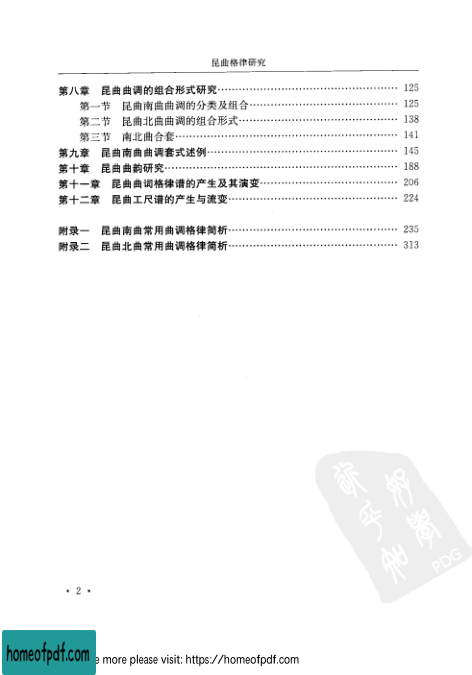 昆曲格律研究
第八章 昆曲曲调的组合形式研究 125
第一节 昆曲南曲曲调的分类及组合 125
第二节 昆曲北曲曲调的组合形式 138
第三节 南北曲合套 141
第九章 昆曲南曲曲调套式述例 145
第十章 昆曲曲韵研究 188
第十一章 昆曲曲词格律谱的产生及其演变 206
第十二章 昆曲工尺谱的产生与流变 224
附录一 昆曲南曲常用曲调格律简析 235
附录二 昆曲北曲常用曲调格律简析 313
PDG
· 2 ·
homeofpdf.com
e more please visit: https://homeofpdf.com